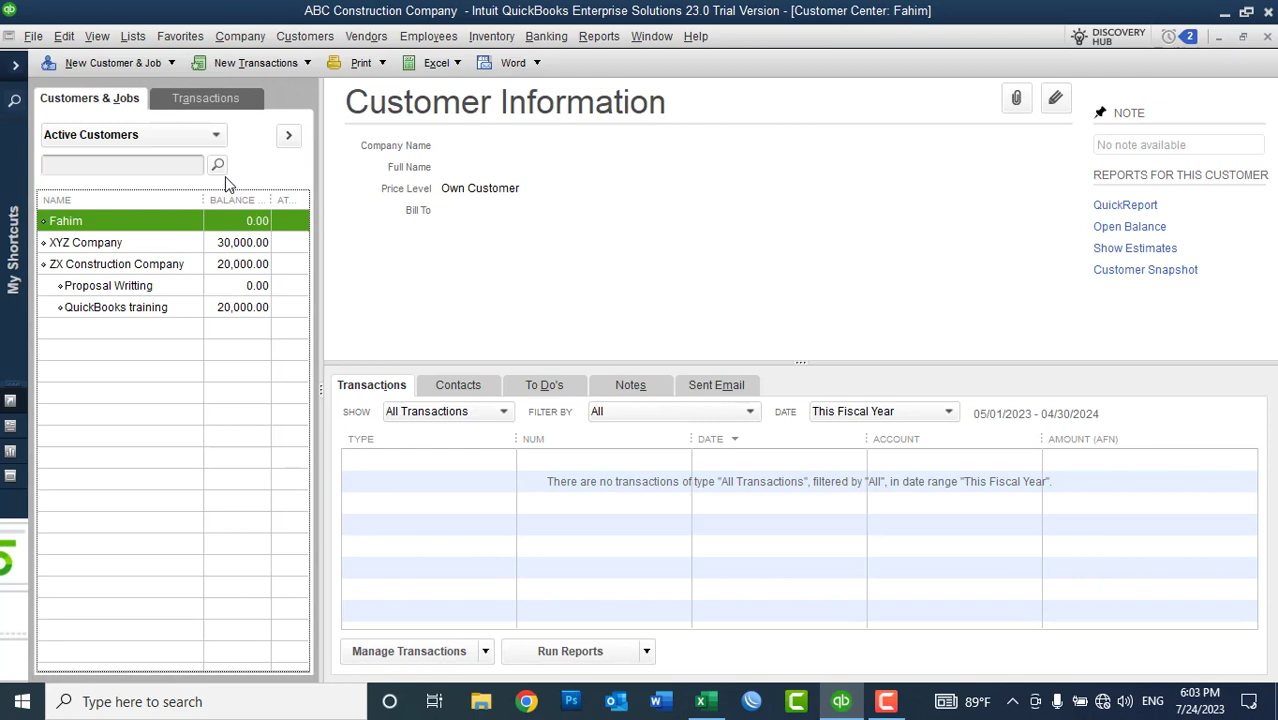 ABC Construction Company - Intuit QuickBooks Enterprise Solutions 23.0 Trial Version - [Customer Center: Fahim]
File Edit View Lists Favorites Company Customers Vendors Employees Inventory Banking Reports Window Help
DISCOVERY HUB 2
New Customer & Job New Transactions Print Excel Word
Customers & Jobs Transactions
Active Customers
NAME BALANCE ... AT...
Fahim 0.00
XYZ Company 30,000.00
ZX Construction Company 20,000.00
Proposal Writting 0.00
QuickBooks training 20,000.00
My Shortcuts
Customer Information
Company Name
Full Name
Price Level Own Customer
Bill To
NOTE
No note available
REPORTS FOR THIS CUSTOMER
QuickReport
Open Balance
Show Estimates
Customer Snapshot
Transactions Contacts To Do's Notes Sent Email
SHOW All Transactions FILTER BY All DATE This Fiscal Year 05/01/2023 - 04/30/2024
TYPE NUM DATE ACCOUNT AMOUNT (AFN)
There are no transactions of type "All Transactions", filtered by "All", in date range "This Fiscal Year".
Manage Transactions Run Reports
Type here to search
89°F
ENG
6:03 PM
7/24/2023